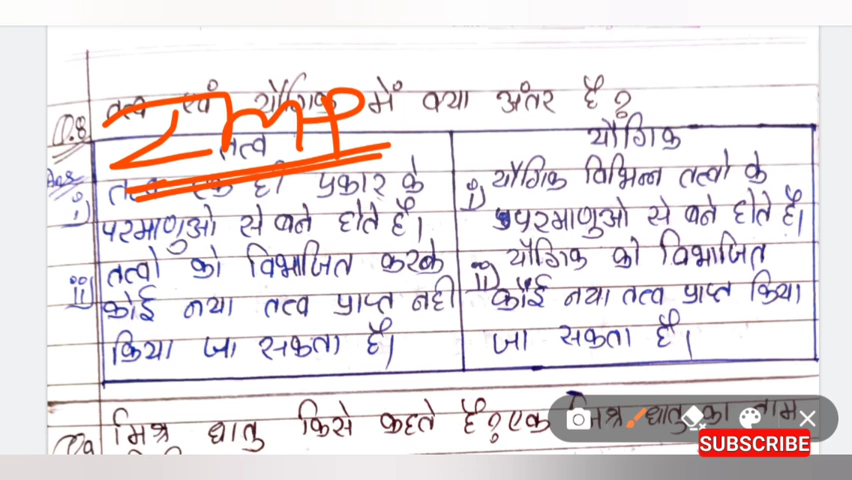 Q.8 तत्व एवं यौगिक में क्या अंतर है?
Imp
तत्व
यौगिक
Ans
i) तत्व एक ही प्रकार के
परमाणुओ से बने होते है।
ii) तत्वो को विभाजित करके
कोई नया तत्व प्राप्त नही
किया जा सकता है।
i) यौगिक विभिन्न तत्वो के
परमाणुओ से बने होते है।
ii) यौगिक को विभाजित
कोई नया तत्व प्राप्त किया
जा सकता है।
Q.9 मिश्र धातु किसे कहते है? एक मिश्र धातु का नाम
SUBSCRIBE